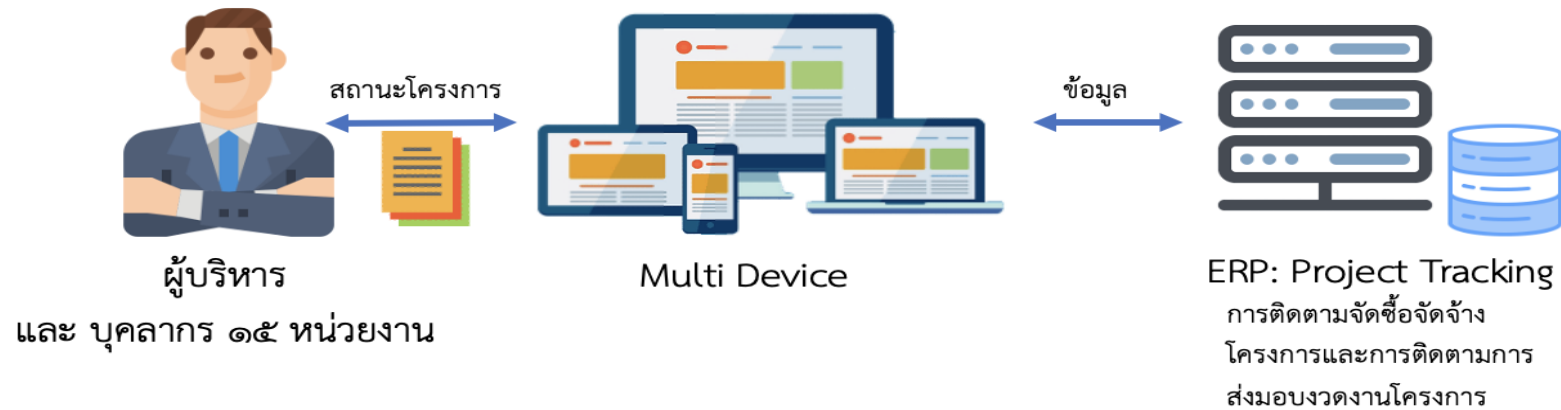 สถานะโครงการ
ข้อมูล
ผู้บริหาร
และ บุคลากร ๑๕ หน่วยงาน
Multi Device
ERP: Project Tracking
การติดตามจัดซื้อจัดจ้าง
โครงการและการติดตามการ
ส่งมอบงวดงานโครงการ